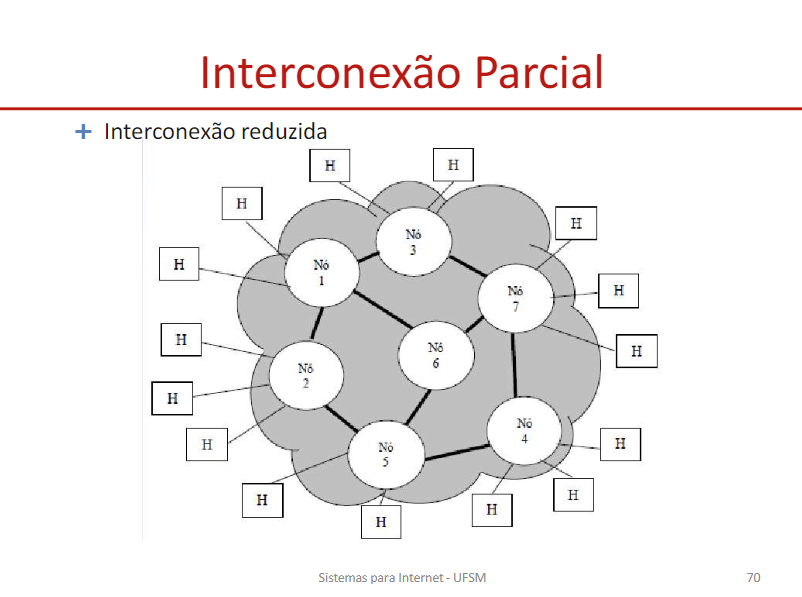 Interconexão Parcial
Interconexão reduzida
H
H
H
H
H
Nó
3
Nó
1
Nó
7
H
H
H
Nó
6
H
Nó
2
H
Nó
4
H
H
Nó
5
H
H
H
H
Sistemas para Internet - UFSM
70